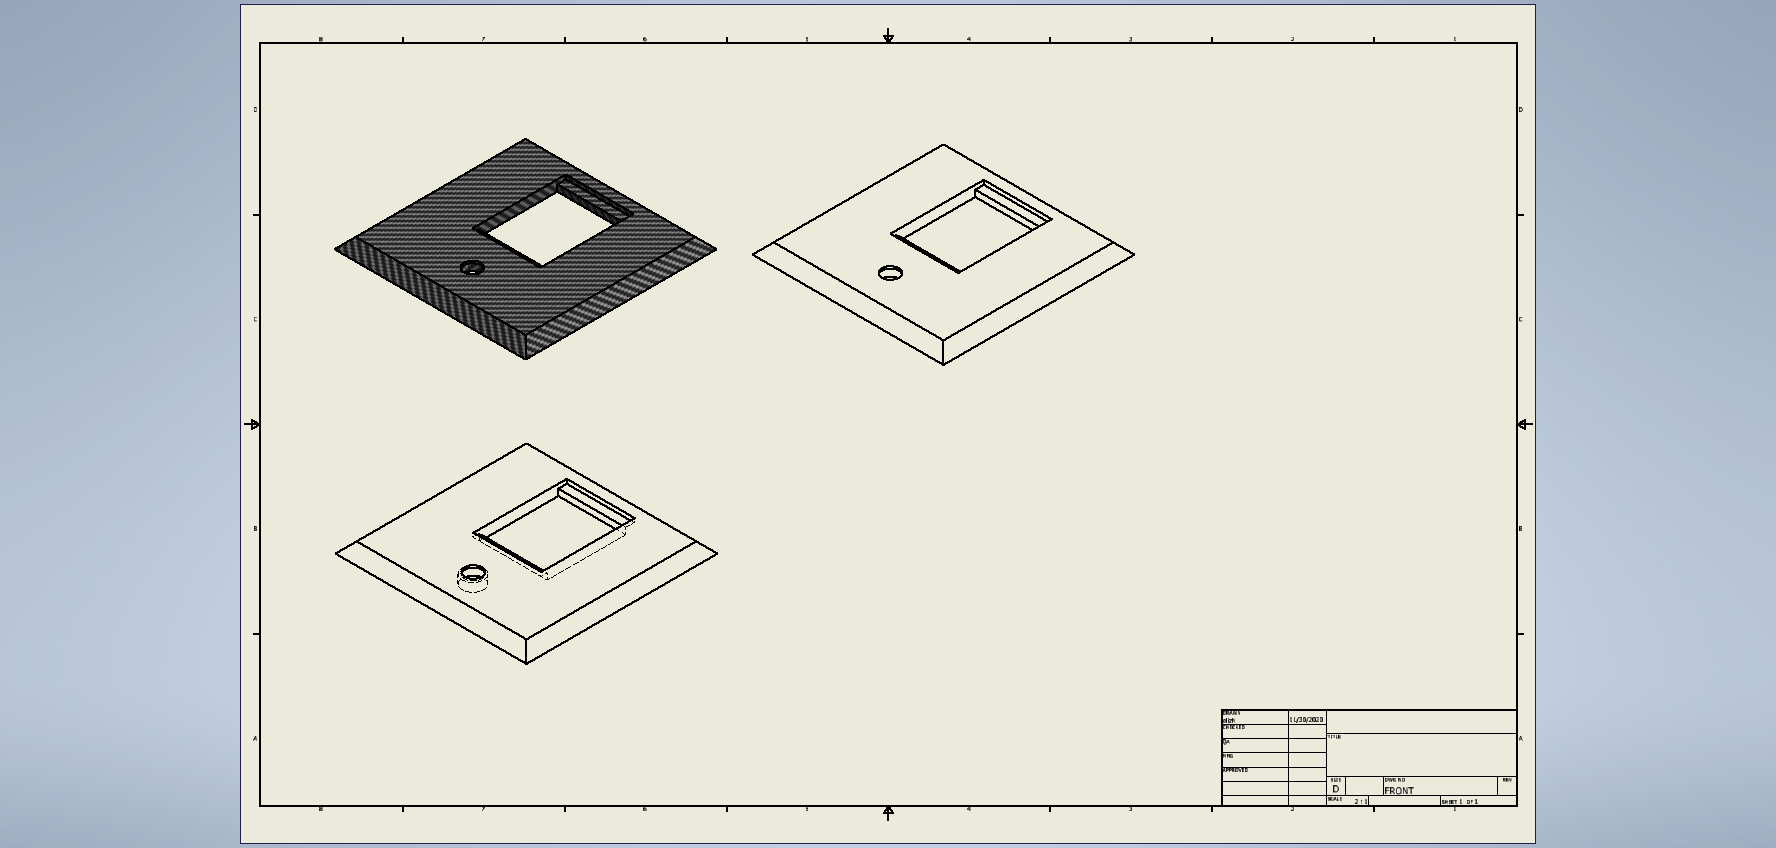 8 7 6 5 4 3 2 1
D D
C C
B B
A A
DRAWN
11/30/2020
CHECKED
QA
TITLE
MFG
APPROVED
SIZE
D
DWG NO
FRONT
REV
SCALE
2 : 1
SHEET 1 OF 1
8 7 6 5 4 3 2 1